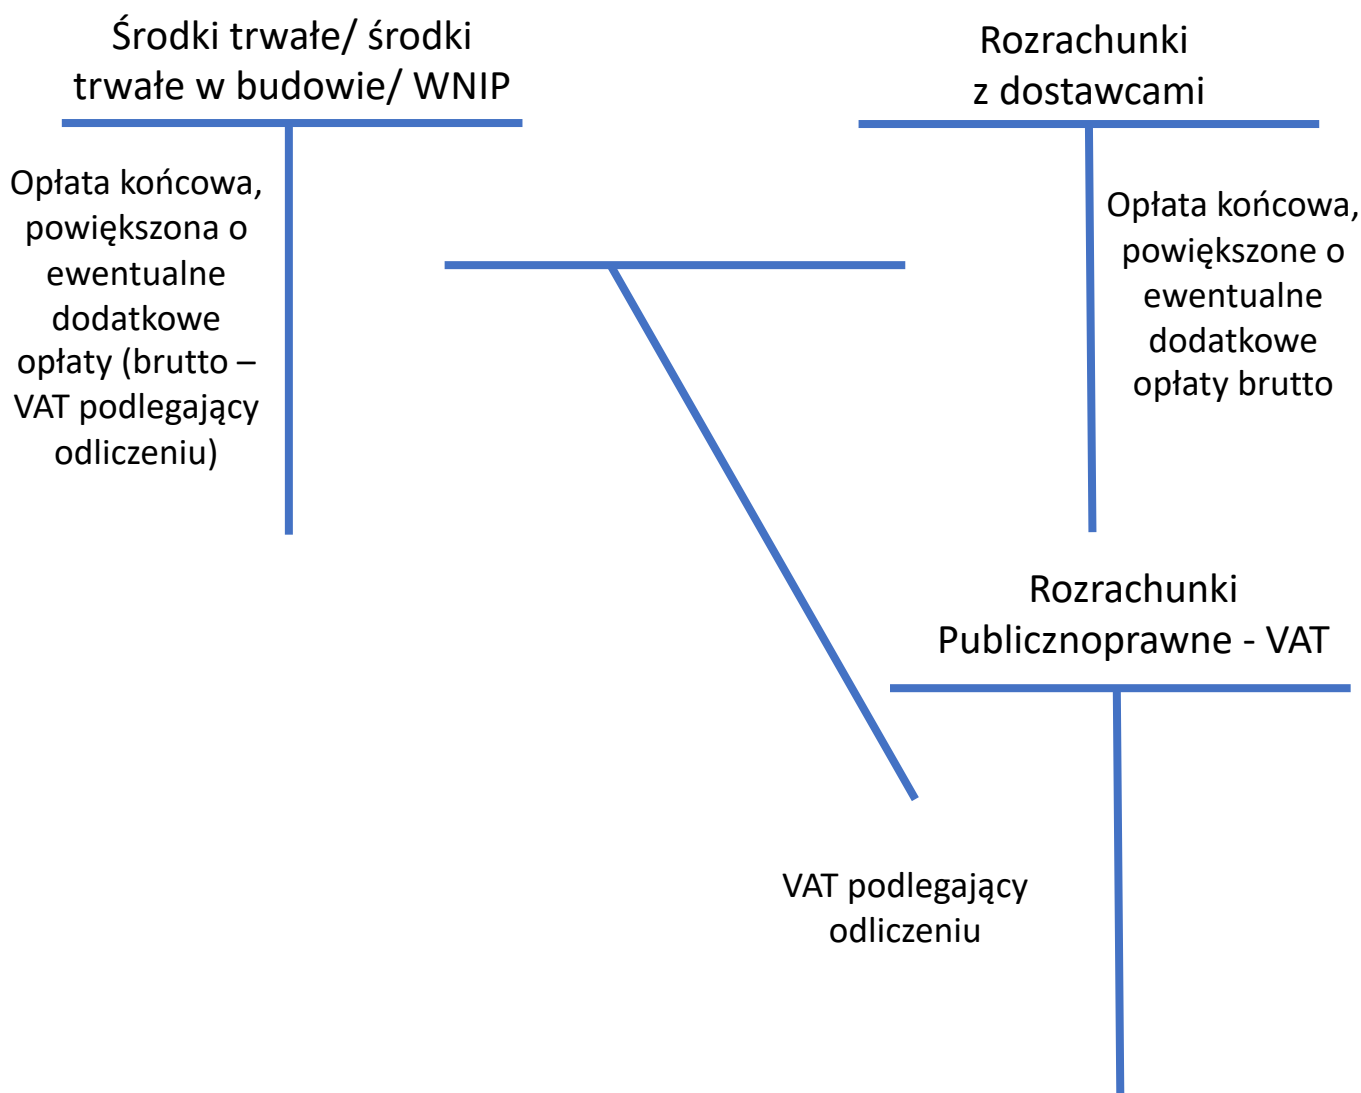 Środki trwałe/ środki
trwałe w budowie/ WNIP
Opłata końcowa,
powiększona o
ewentualne
dodatkowe
opłaty (brutto –
VAT podlegający
odliczeniu)
Rozrachunki
z dostawcami
Opłata końcowa,
powiększone o
ewentualne
dodatkowe
opłaty brutto
Rozrachunki
Publicznoprawne - VAT
VAT podlegający
odliczeniu